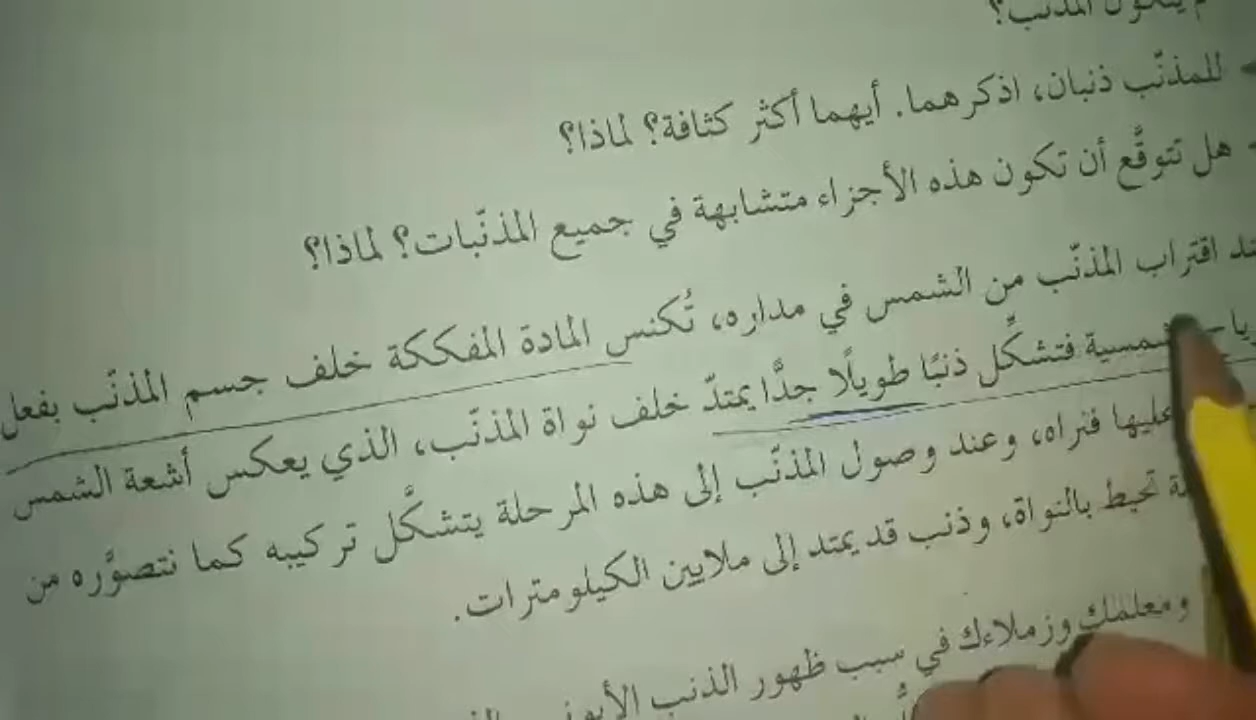 يتكون المذنب؟
للمذنّب ذنبان، اذكرهما. أيهما أكثر كثافة؟ لماذا؟
هل تتوقَّع أن تكون هذه الأجزاء متشابهة في جميع المذنّبات؟ لماذا؟
اقتراب المذنّب من الشمس في مداره، تُكنس المادة المفككة خلف جسم المذنّب بفعل
فتشكِّل ذنبًا طويلًا جدًّا يمتدّ خلف نواة المذنّب، الذي يعكس أشعة الشمس
عليها فنراه، وعند وصول المذنّب إلى هذه المرحلة يتشكَّل تركيبه كما نتصوَّره من
تحيط بالنواة، وذنب قد يمتد إلى ملايين الكيلومترات.
ومعلمك وزملاءك في سبب ظهور الذنب